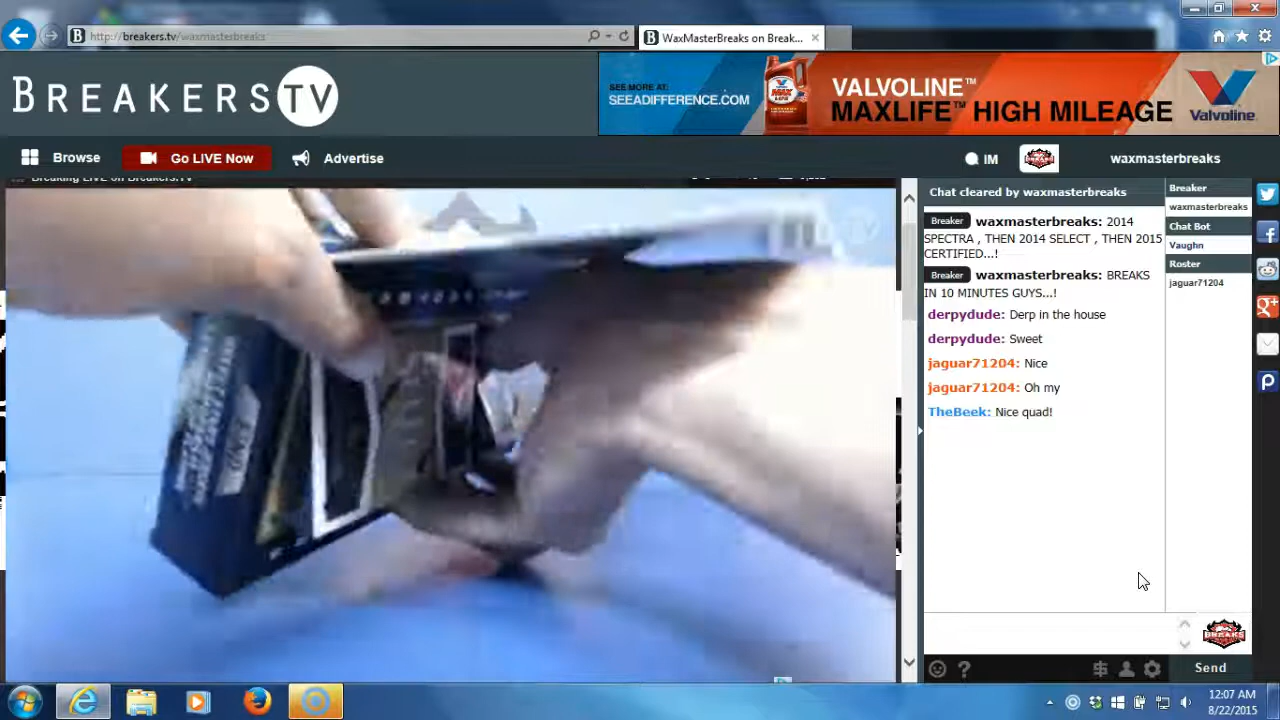 http://breakers.tv/waxmasterbreaks
WaxMasterBreaks on Break...
BREAKERS TV
SEE MORE AT:
SEEADIFFERENCE.COM
VALVOLINE™
MAXLIFE™ HIGH MILEAGE
Valvoline
Browse
Go LIVE Now
Advertise
IM
waxmasterbreaks
Breaking LIVE on Breakers.TV
Chat cleared by waxmasterbreaks
Breaker waxmasterbreaks: 2014
SPECTRA , THEN 2014 SELECT , THEN 2015
CERTIFIED...!
Breaker waxmasterbreaks: BREAKS
IN 10 MINUTES GUYS...!
derpydude: Derp in the house
derpydude: Sweet
jaguar71204: Nice
jaguar71204: Oh my
TheBeek: Nice quad!
Breaker
waxmasterbreaks
Chat Bot
Vaughn
Roster
jaguar71204
BREAKS
Send
12:07 AM
8/22/2015